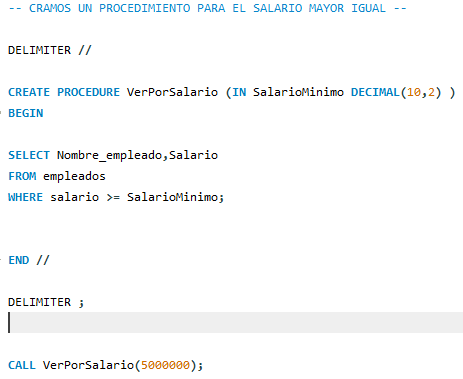 -- CRAMOS UN PROCEDIMIENTO PARA EL SALARIO MAYOR IGUAL --
DELIMITER //
CREATE PROCEDURE VerPorSalario (IN SalarioMinimo DECIMAL(10,2) )
BEGIN
SELECT Nombre_empleado,Salario
FROM empleados
WHERE salario >= SalarioMinimo;
END //
DELIMITER ;
CALL VerPorSalario(5000000);